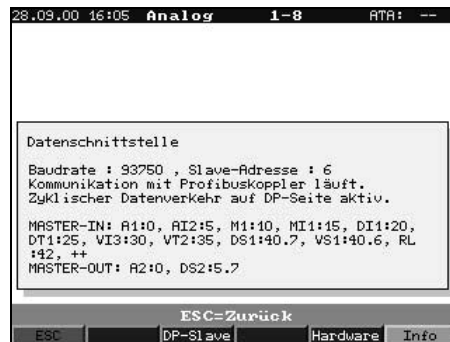 28.09.00 16:05 Analog 1-8 ATA: --
Datenschnittstelle
Baudrate : 93750 , Slave-Adresse : 6
Kommunikation mit Profibuskoppler läuft.
Zyklischer Datenverkehr auf DP-Seite aktiv.
MASTER-IN: A1:0, AI2:5, M1:10, MI1:15, DI1:20,
DT1:25, VI3:30, VT2:35, DS1:40.7, VS1:40.6, RL
:42, ++
MASTER-OUT: A2:0, DS2:5.7
ESC=Zurück
ESC DP-Slave Hardware Info